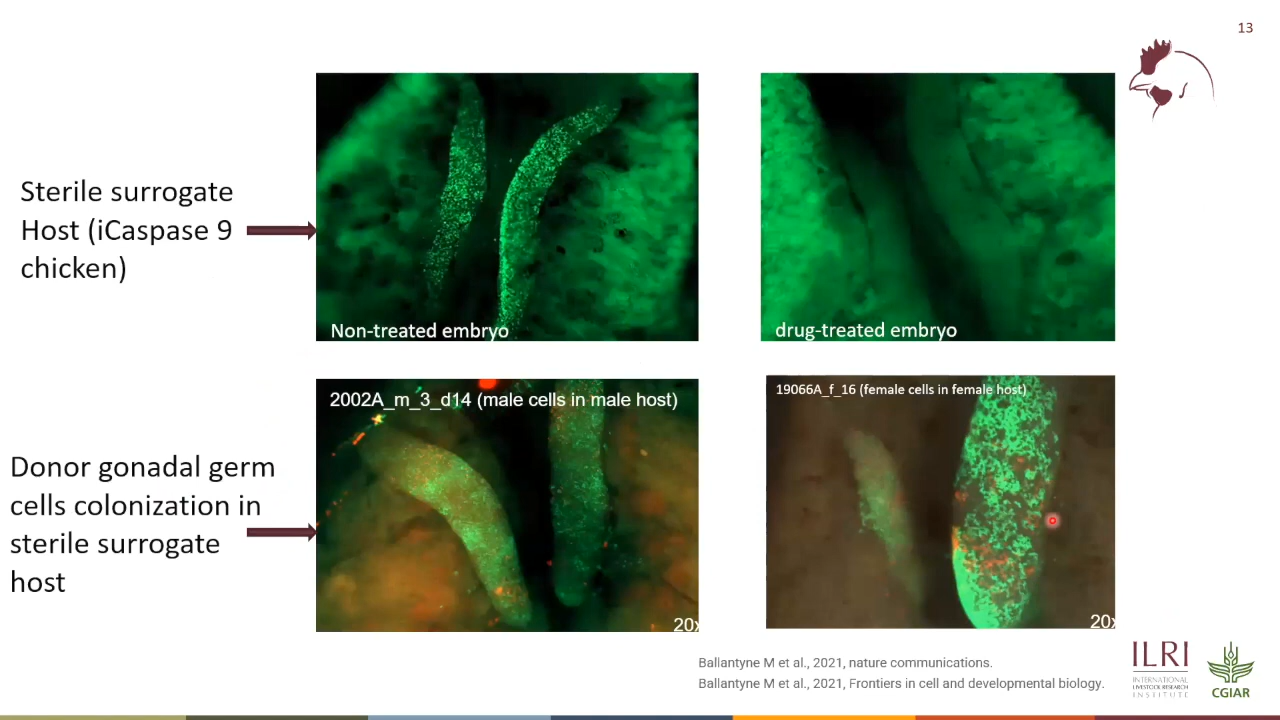 13
Sterile surrogate
Host (iCaspase 9
chicken)
Non-treated embryo
drug-treated embryo
2002A_m_3_d14 (male cells in male host)
20x
19066A_f_16 (female cells in female host)
20x
Donor gonadal germ
cells colonization in
sterile surrogate
host
Ballantyne M et al., 2021, nature communications.
Ballantyne M et al., 2021, Frontiers in cell and developmental biology.
ILRI
INTERNATIONAL
LIVESTOCK RESEARCH
INSTITUTE
CGIAR